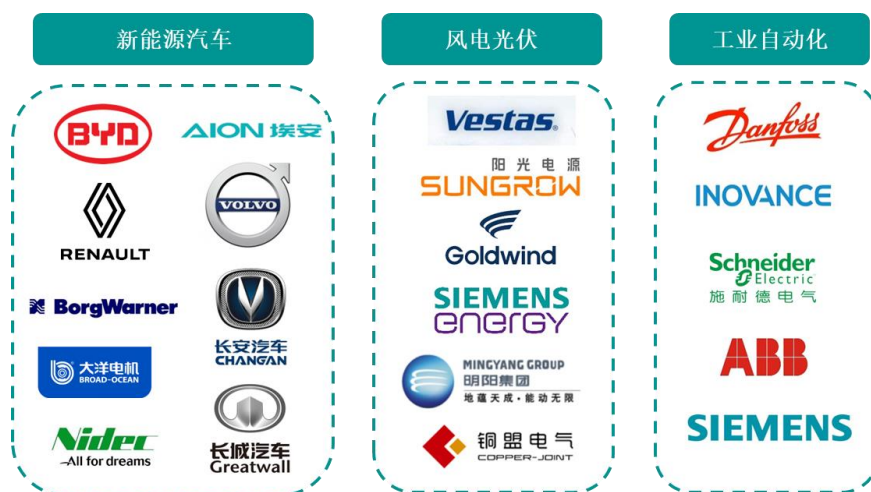 新能源汽车
风电光伏
工业自动化
BYD
AION 埃安
RENAULT
VOLVO
BorgWarner
长安汽车
CHANGAN
大洋电机
BROAD-OCEAN
Nidec
All for dreams
长城汽车
Greatwall
Vestas
阳光电源
SUNGROW
Goldwind
SIEMENS
energy
MINGYANG GROUP
明阳集团
地蕴天成·能动无限
铜盟电气
COPPER-JOINT
Danfoss
INOVANCE
Schneider
Electric
施耐德电气
ABB
SIEMENS